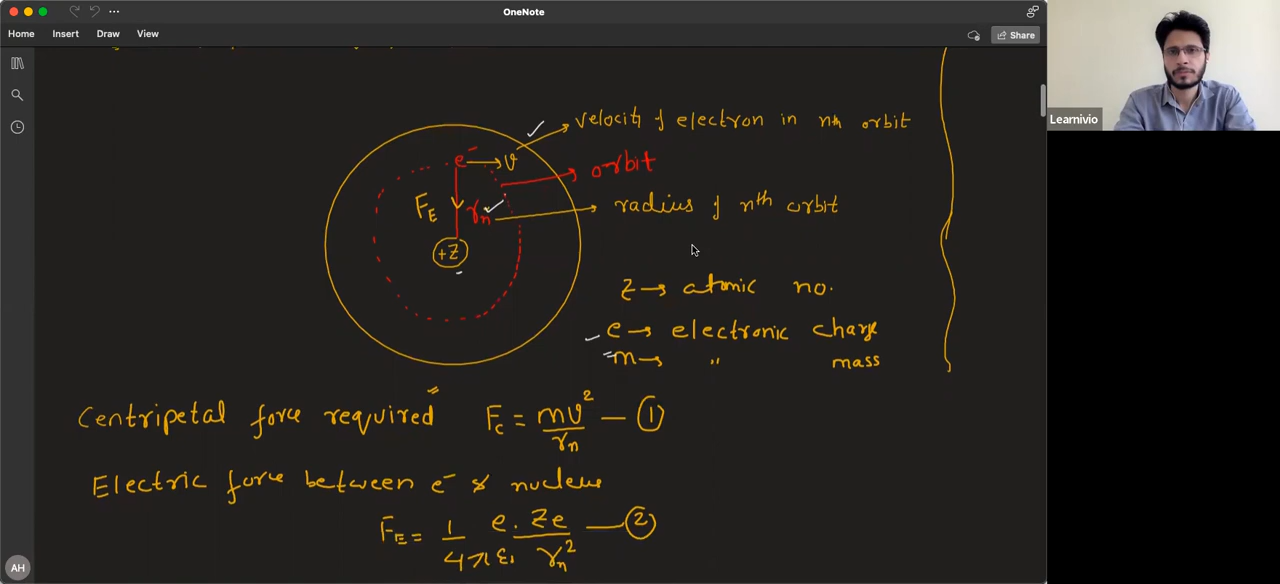 OneNote
Home Insert Draw View
Share
Learnivio
velocity of electron in nth orbit
e⁻ → v
orbit
F_E
r_n
radius of nth orbit
+Z
Z → atomic no.
e → electronic charge
m → " mass
Centripetal force required F_c = mv²/r_n — ①
Electric force between e⁻ & nucleus
F_E = 1/4πε₀ e . Ze/r_n² — ②
AH